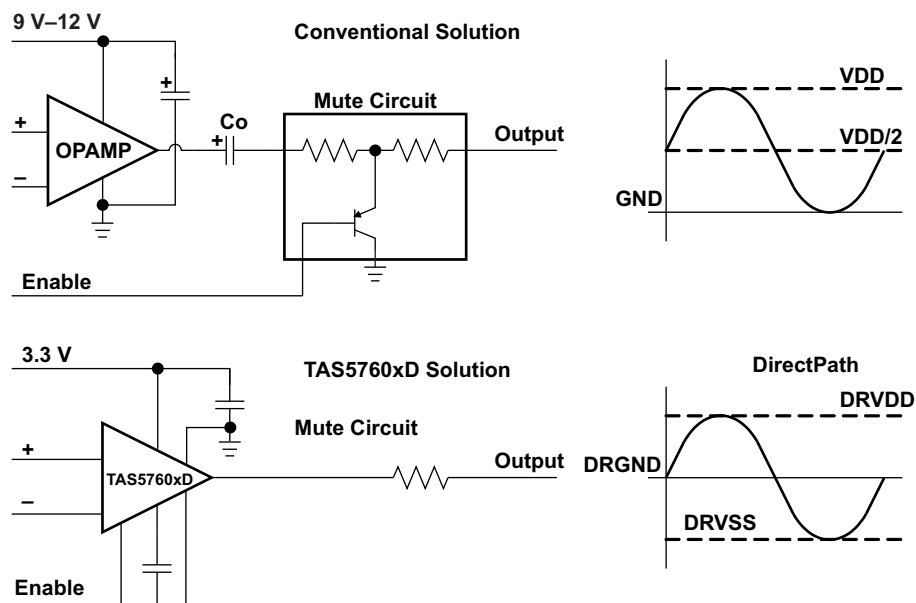 9 V–12 V
Conventional Solution
VDD
Mute Circuit
+
Co
+
+
OPAMP
Output
VDD/2
–
GND
Enable
3.3 V
TAS5760xD Solution
DirectPath
DRVDD
Mute Circuit
+
Output
DRGND
TAS5760xD
–
DRVSS
Enable